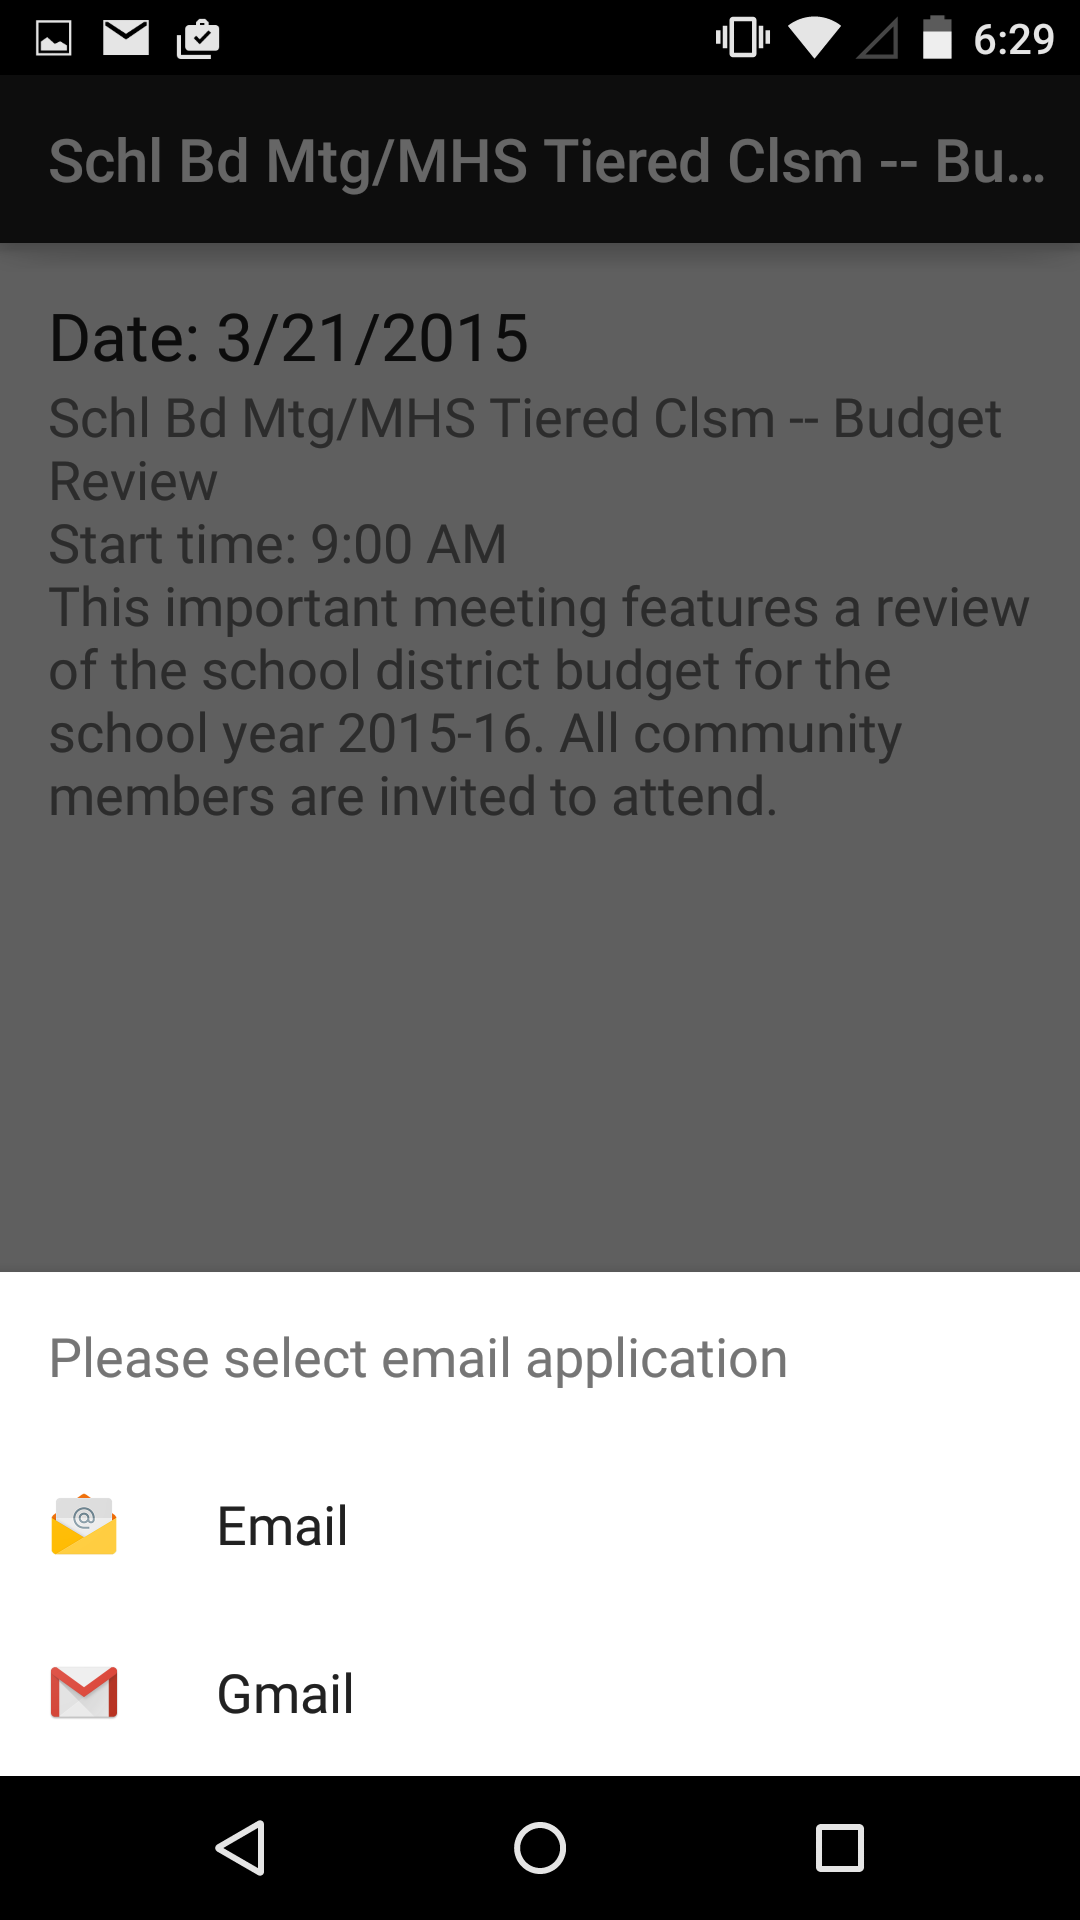 6:29
Schl Bd Mtg/MHS Tiered Clsm -- Bu...
Date: 3/21/2015
Schl Bd Mtg/MHS Tiered Clsm -- Budget
Review
Start time: 9:00 AM
This important meeting features a review
of the school district budget for the
school year 2015-16. All community
members are invited to attend.
Please select email application
@
Email
Gmail